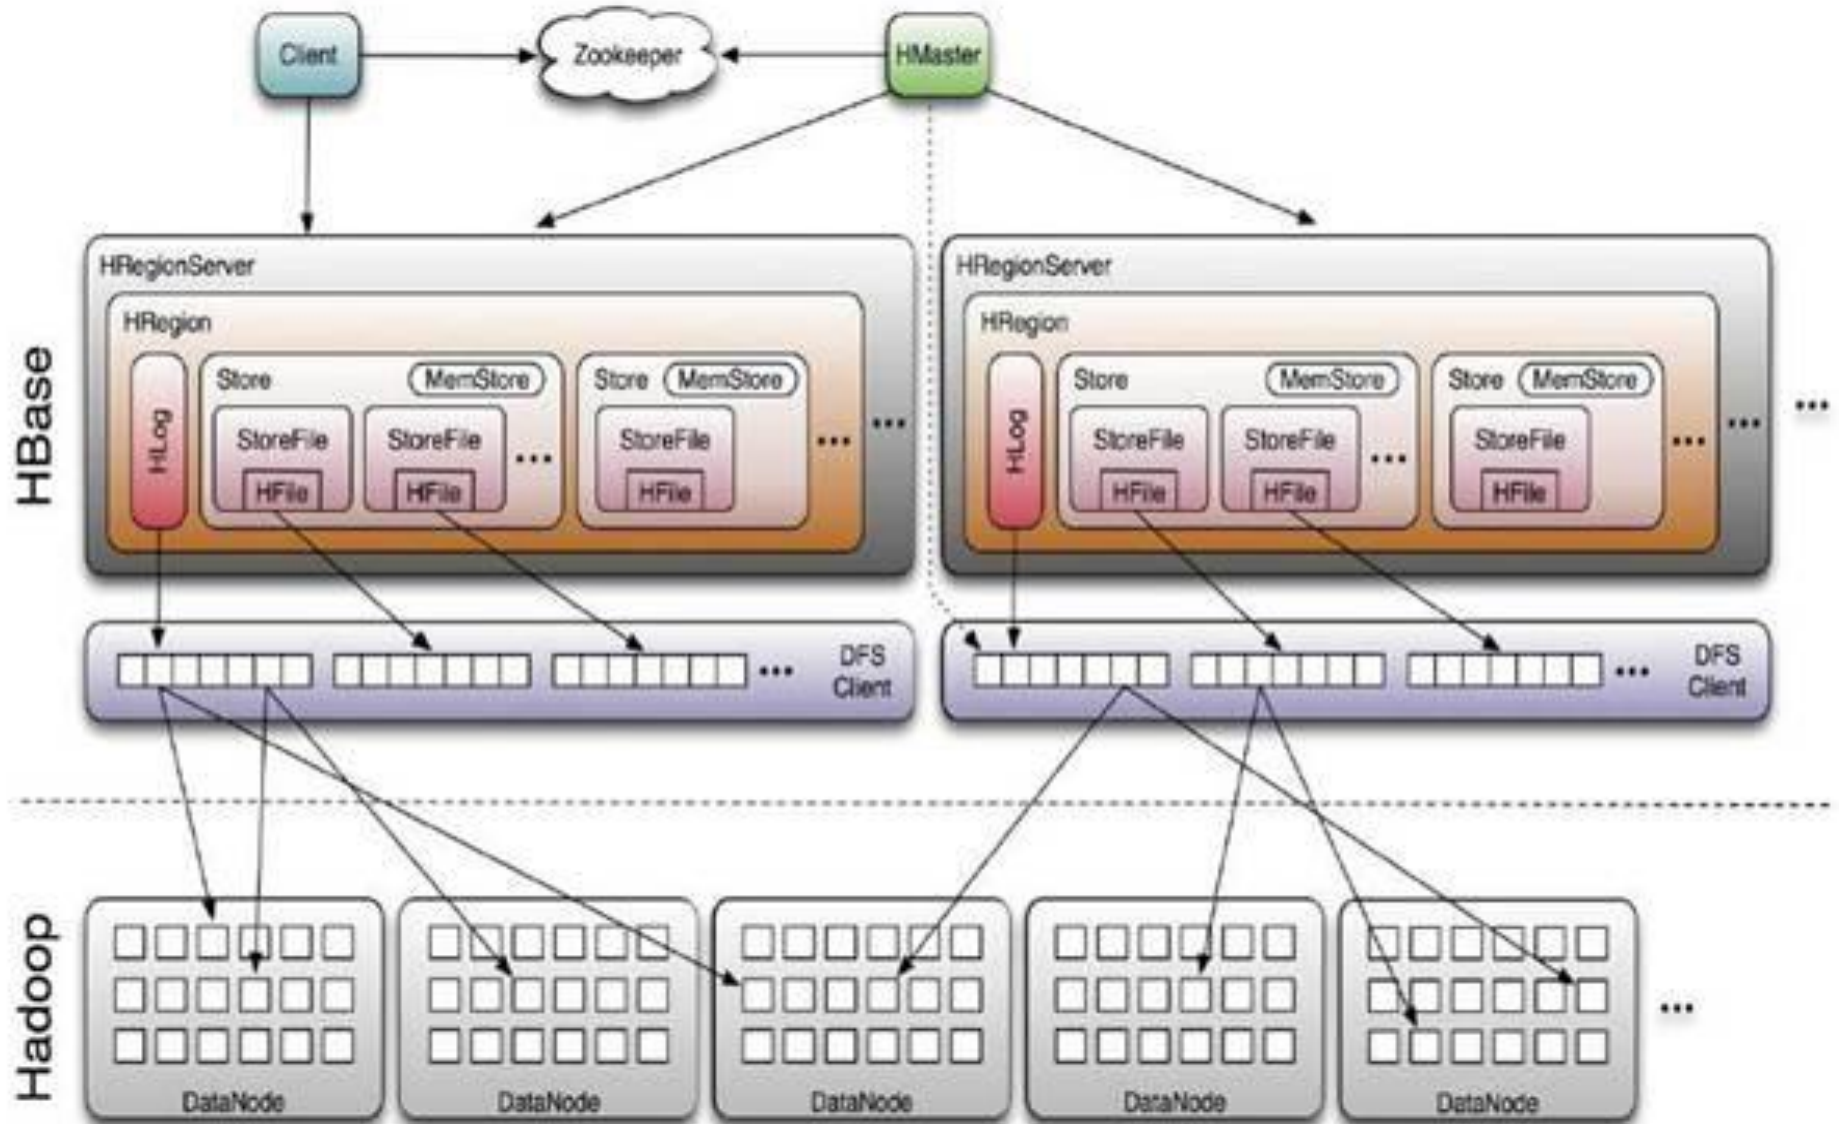 Client
Zookeeper
HMaster
HBase
HRegionServer
HRegion
HLog
Store
MemStore
StoreFile
HFile
StoreFile
HFile
...
Store
MemStore
StoreFile
HFile
...
...
HRegionServer
HRegion
HLog
Store
MemStore
StoreFile
HFile
StoreFile
HFile
...
Store
MemStore
StoreFile
HFile
...
...
...
...
DFS
Client
...
DFS
Client
Hadoop
DataNode
DataNode
DataNode
DataNode
DataNode
...